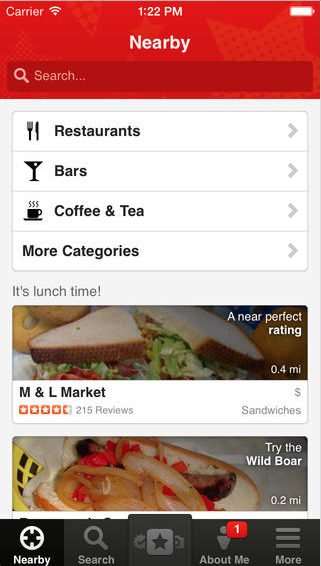 Carrier 1:22 PM
Nearby
Search...
Restaurants
Bars
Coffee & Tea
More Categories
It's lunch time!
A near perfect
rating
0.4 mi
M & L Market $
215 Reviews Sandwiches
Try the
Wild Boar
0.2 mi
1
Nearby Search About Me More